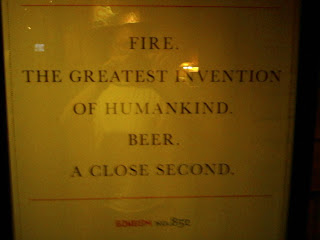 FIRE.
THE GREATEST INVENTION
OF HUMANKIND.
BEER.
A CLOSE SECOND.